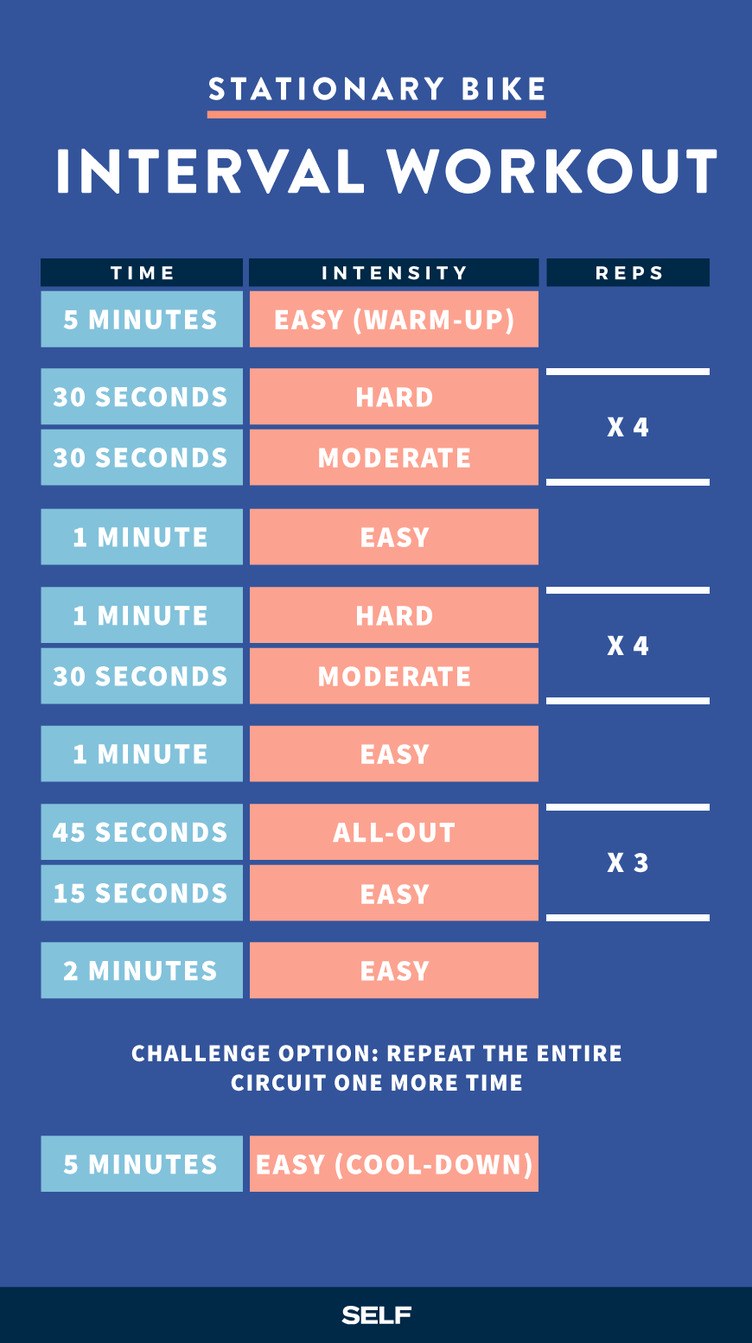 STATIONARY BIKE
INTERVAL WORKOUT
TIME INTENSITY REPS
5 MINUTES EASY (WARM-UP)
30 SECONDS HARD
X 4
30 SECONDS MODERATE
1 MINUTE EASY
1 MINUTE HARD
X 4
30 SECONDS MODERATE
1 MINUTE EASY
45 SECONDS ALL-OUT
X 3
15 SECONDS EASY
2 MINUTES EASY
CHALLENGE OPTION: REPEAT THE ENTIRE
CIRCUIT ONE MORE TIME
5 MINUTES EASY (COOL-DOWN)
SELF